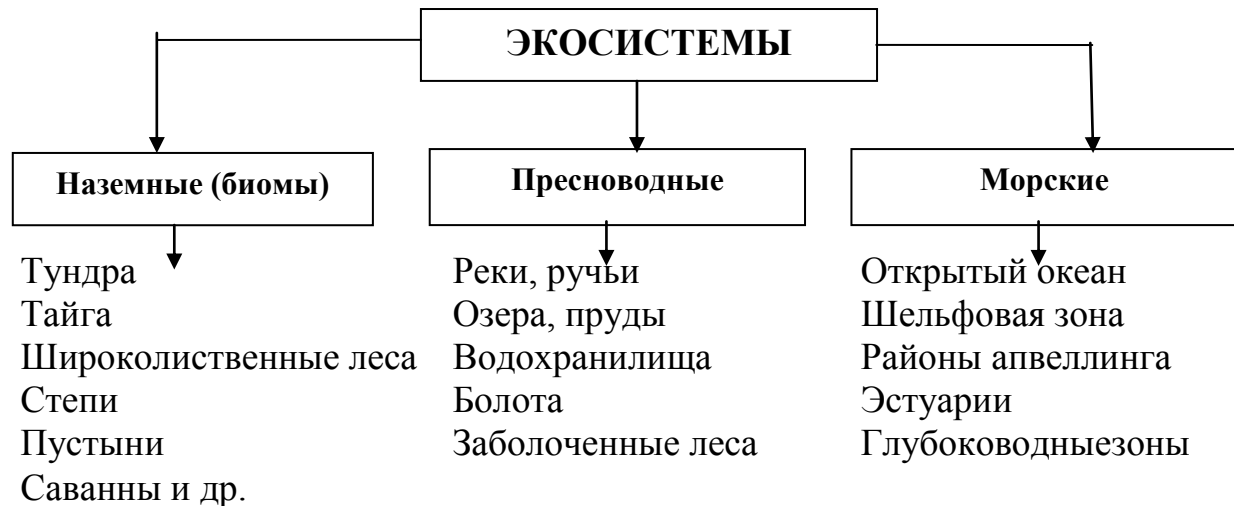 ЭКОСИСТЕМЫ
Наземные (биомы)
Тундра
Тайга
Широколиственные леса
Степи
Пустыни
Саванны и др.
Пресноводные
Реки, ручьи
Озера, пруды
Водохранилища
Болота
Заболоченные леса
Морские
Открытый океан
Шельфовая зона
Районы апвеллинга
Эстуарии
Глубоководныезоны